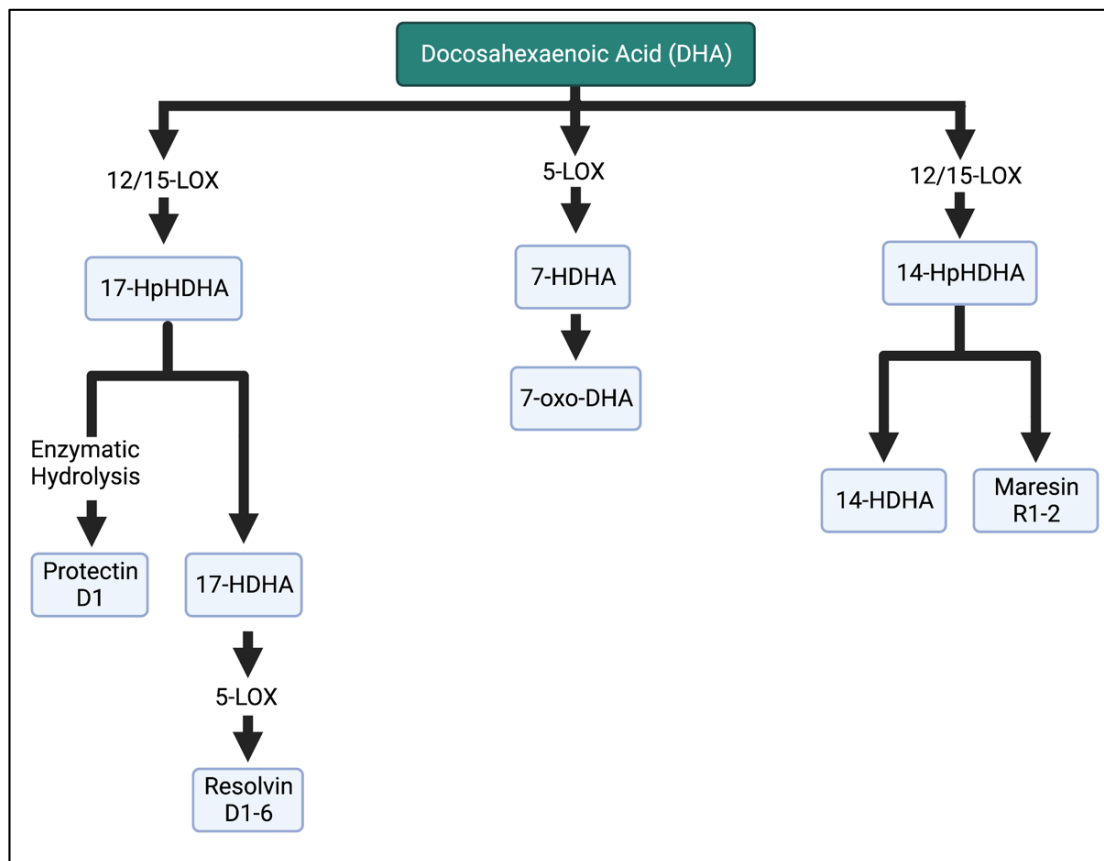 Docosahexaenoic Acid (DHA)
12/15-LOX
5-LOX
12/15-LOX
17-HpHDHA
7-HDHA
14-HpHDHA
7-oxo-DHA
Enzymatic
Hydrolysis
14-HDHA
Maresin
R1-2
Protectin
D1
17-HDHA
5-LOX
Resolvin
D1-6